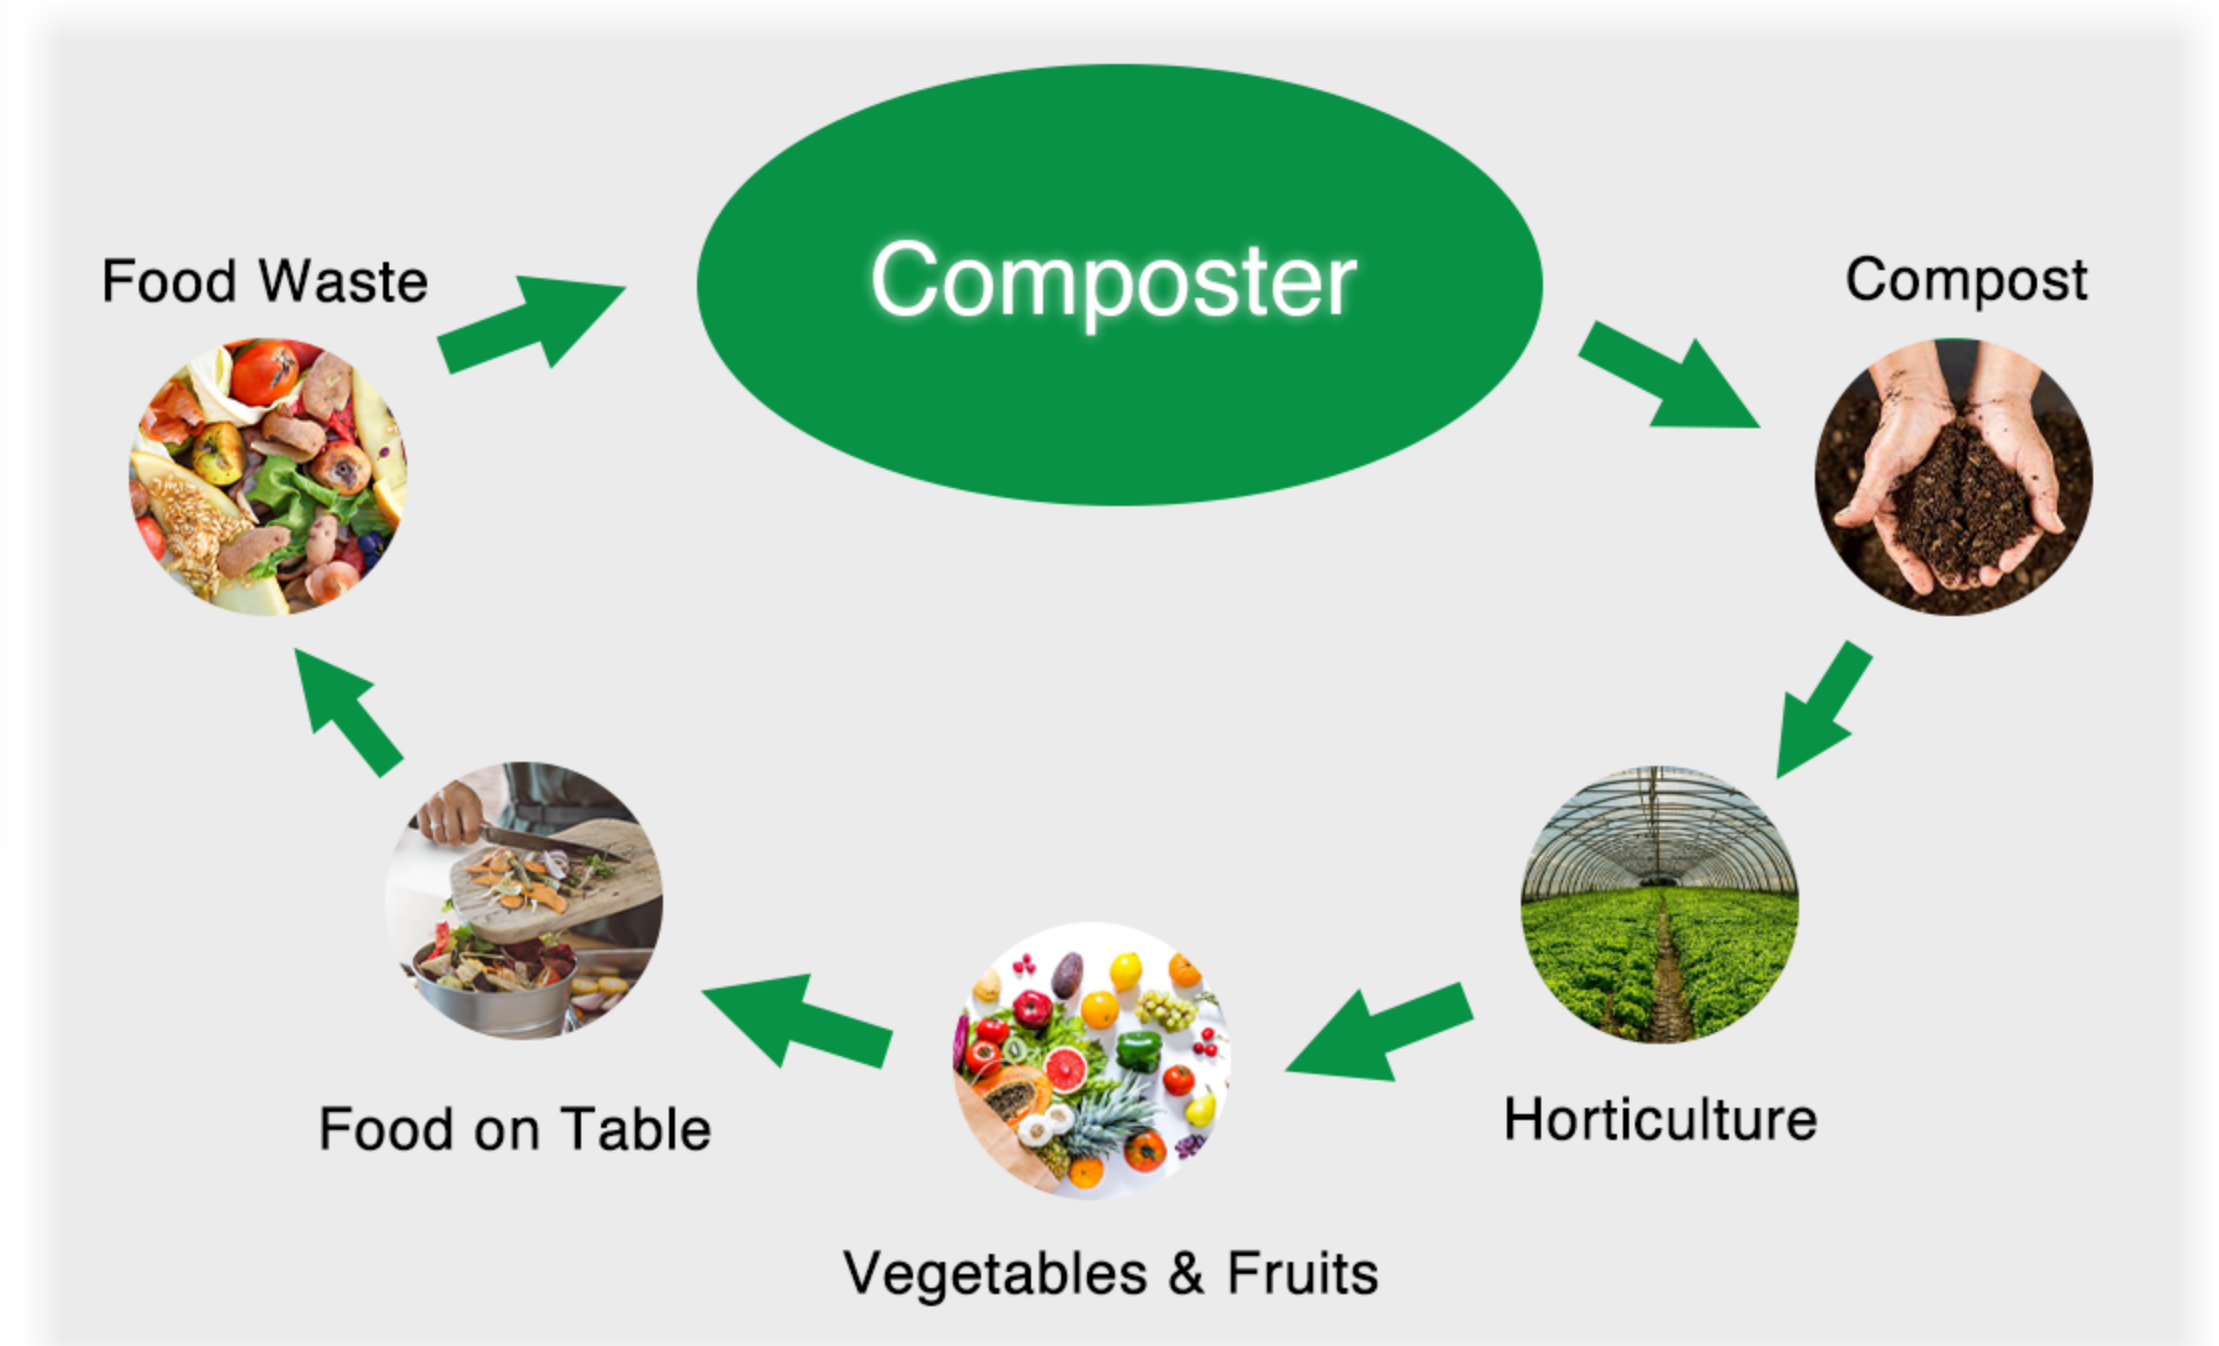 Composter
Food Waste
Compost
Horticulture
Food on Table
Vegetables & Fruits